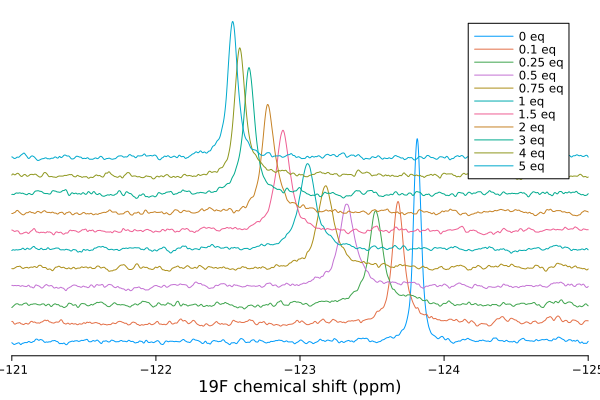 0 eq
0.1 eq
0.25 eq
0.5 eq
0.75 eq
1 eq
1.5 eq
2 eq
3 eq
4 eq
5 eq
−121 −122 −123 −124 −125
19F chemical shift (ppm)